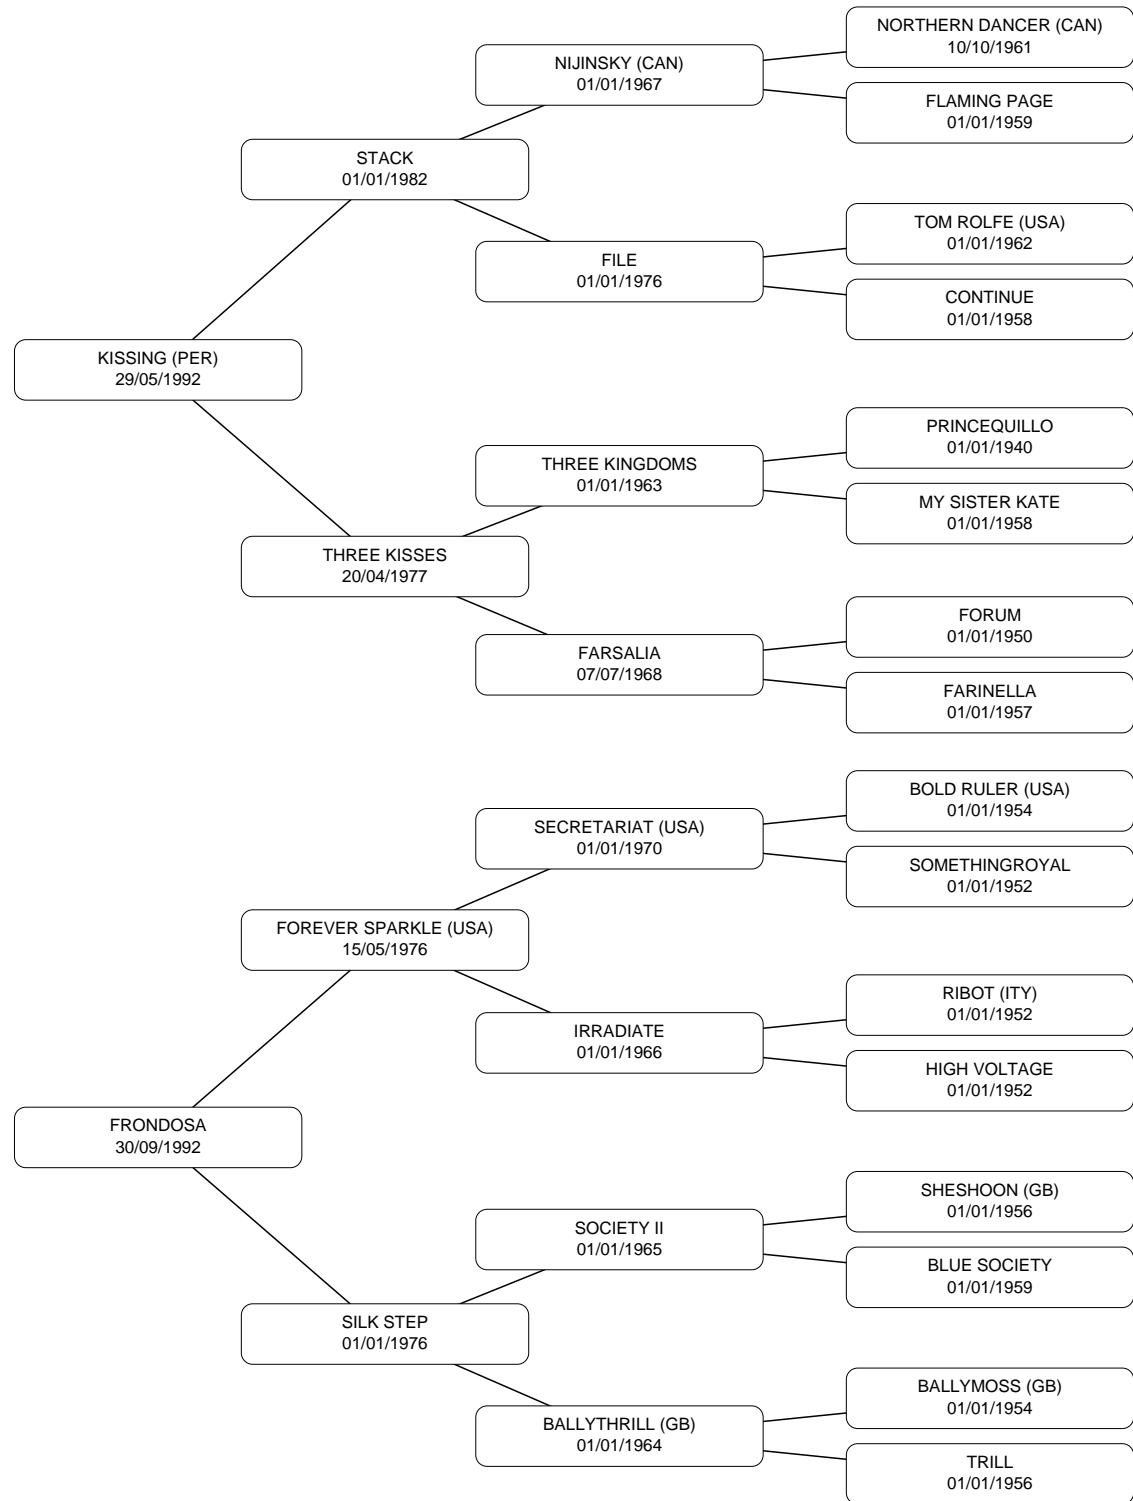 NORTHERN DANCER (CAN)
10/10/1961
NIJINSKY (CAN)
01/01/1967
FLAMING PAGE
01/01/1959
STACK
01/01/1982
TOM ROLFE (USA)
01/01/1962
FILE
01/01/1976
CONTINUE
01/01/1958
KISSING (PER)
29/05/1992
PRINCEQUILLO
01/01/1940
THREE KINGDOMS
01/01/1963
MY SISTER KATE
01/01/1958
THREE KISSES
20/04/1977
FORUM
01/01/1950
FARSALIA
07/07/1968
FARINELLA
01/01/1957
BOLD RULER (USA)
01/01/1954
SECRETARIAT (USA)
01/01/1970
SOMETHINGROYAL
01/01/1952
FOREVER SPARKLE (USA)
15/05/1976
RIBOT (ITY)
01/01/1952
IRRADIATE
01/01/1966
HIGH VOLTAGE
01/01/1952
FRONDOSA
30/09/1992
SHESHOON (GB)
01/01/1956
SOCIETY II
01/01/1965
BLUE SOCIETY
01/01/1959
SILK STEP
01/01/1976
BALLYMOSS (GB)
01/01/1954
BALLYTHRILL (GB)
01/01/1964
TRILL
01/01/1956